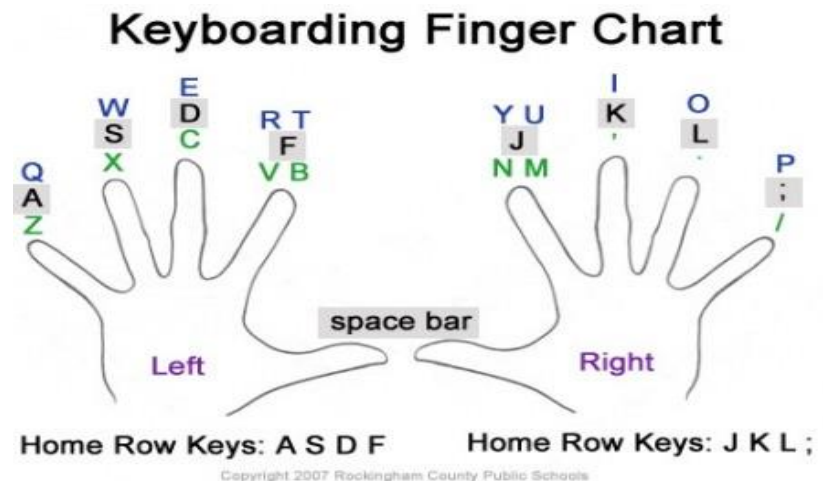 Keyboarding Finger Chart
Q
A
Z
W
S
X
E
D
C
R T
F
V B
Y U
J
N M
I
K
,
O
L
.
P
;
/
space bar
Left
Right
Home Row Keys: A S D F
Home Row Keys: J K L ;
Copyright 2007 Rockingham County Public Schools